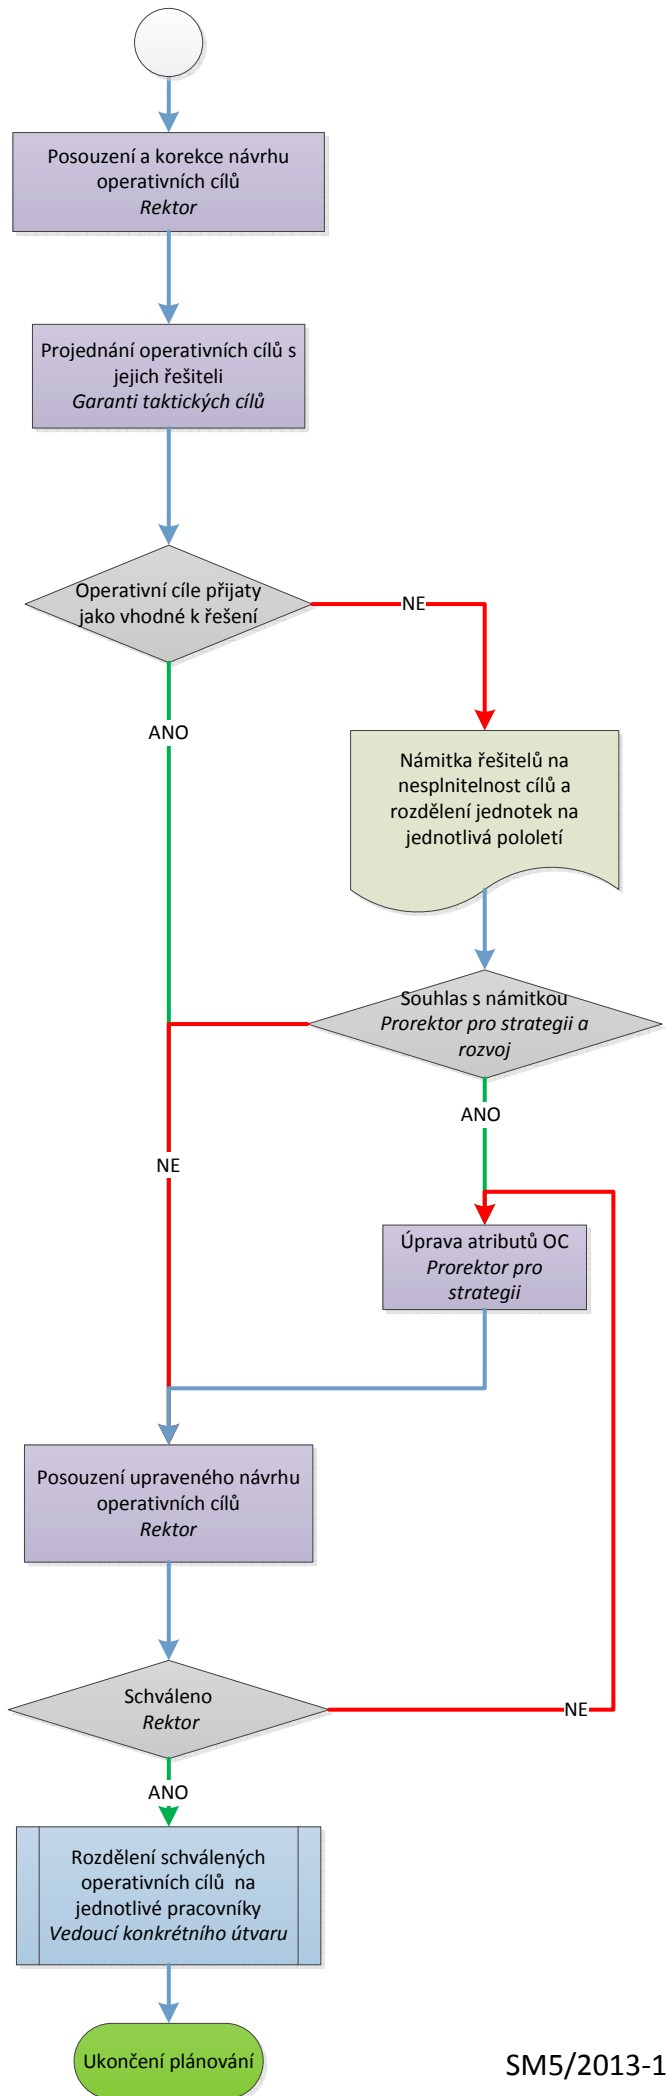 Posouzení a korekce návrhu
operativních cílů
Rektor
Projednání operativních cílů s
jejich řešiteli
Garanti taktických cílů
Operativní cíle přijaty
jako vhodné k řešení
NE
ANO
Námitka řešitelů na
nesplnitelnost cílů a
rozdělení jednotek na
jednotlivá pololetí
Souhlas s námitkou
Prorektor pro strategii a
rozvoj
ANO
NE
Úprava atributů OC
Prorektor pro
strategii
Posouzení upraveného návrhu
operativních cílů
Rektor
Schváleno
Rektor
NE
ANO
Rozdělení schválených
operativních cílů  na
jednotlivé pracovníky
Vedoucí konkrétního útvaru
Ukončení plánování
SM5/2013-1